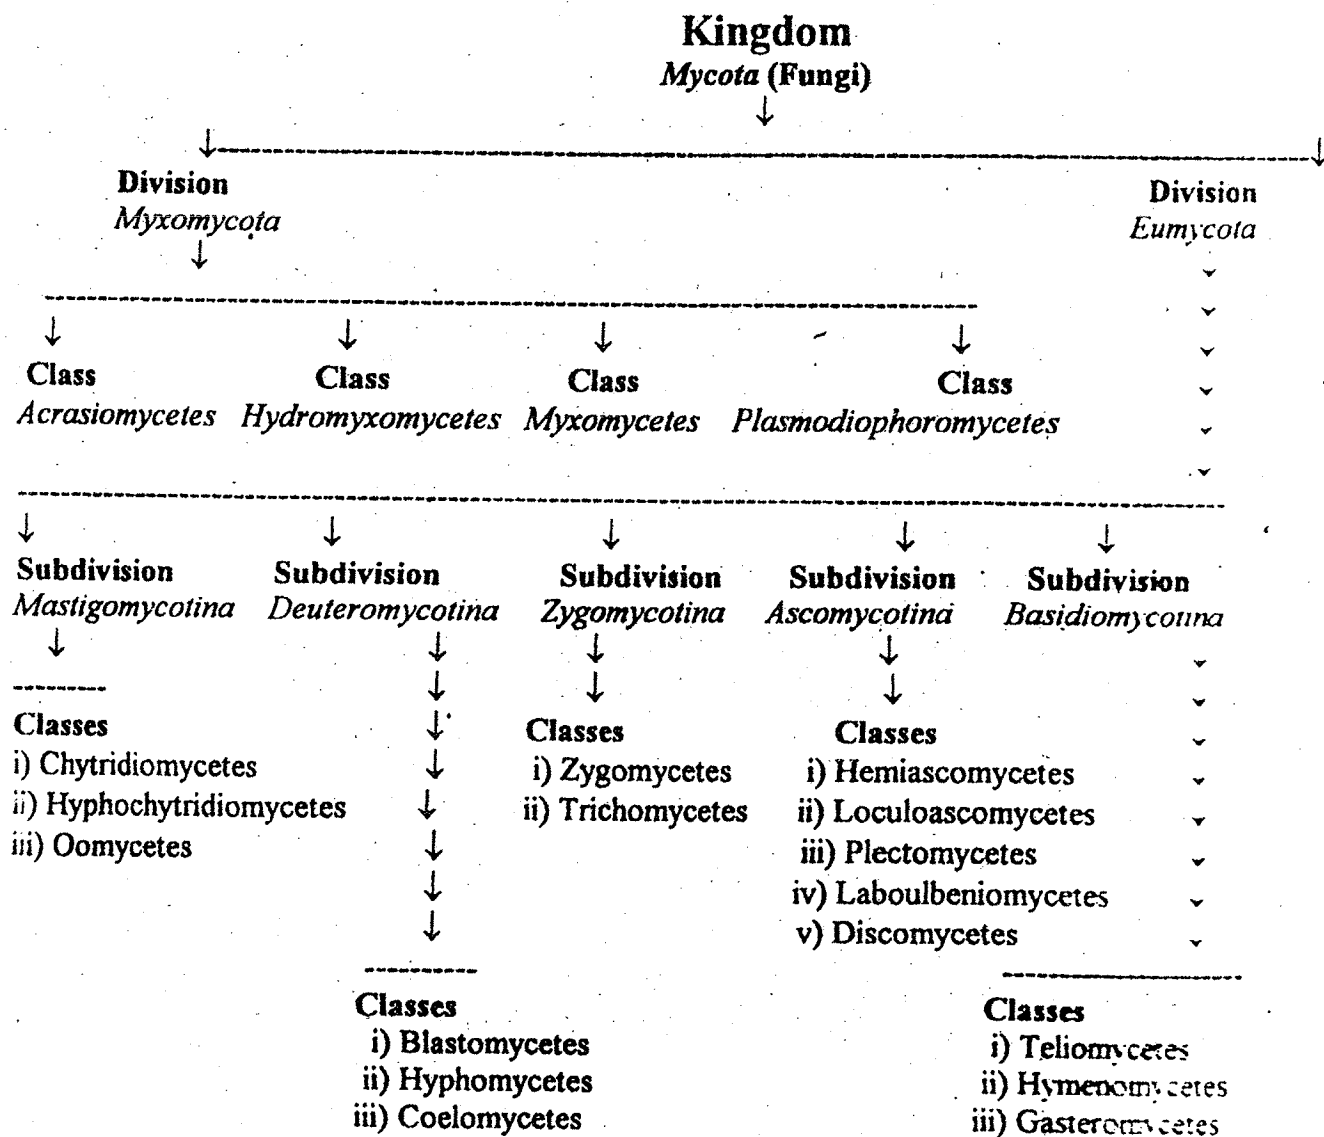 Kingdom
Mycota (Fungi)
Division
Myxomycota
Division
Eumycota
Class
Acrasiomycetes
Class
Hydromyxomycetes
Class
Myxomycetes
Class
Plasmodiophoromycetes
Subdivision
Mastigomycotina
Subdivision
Deuteromycotina
Subdivision
Zygomycotina
Subdivision
Ascomycotina
Subdivision
Basidiomycotina
Classes
i) Chytridiomycetes
ii) Hyphochytridiomycetes
iii) Oomycetes
Classes
i) Zygomycetes
ii) Trichomycetes
Classes
i) Hemiascomycetes
ii) Loculoascomycetes
iii) Plectomycetes
iv) Laboulbeniomycetes
v) Discomycetes
Classes
i) Blastomycetes
ii) Hyphomycetes
iii) Coelomycetes
Classes
i) Teliomycetes
ii) Hymenomycetes
iii) Gasteromycetes